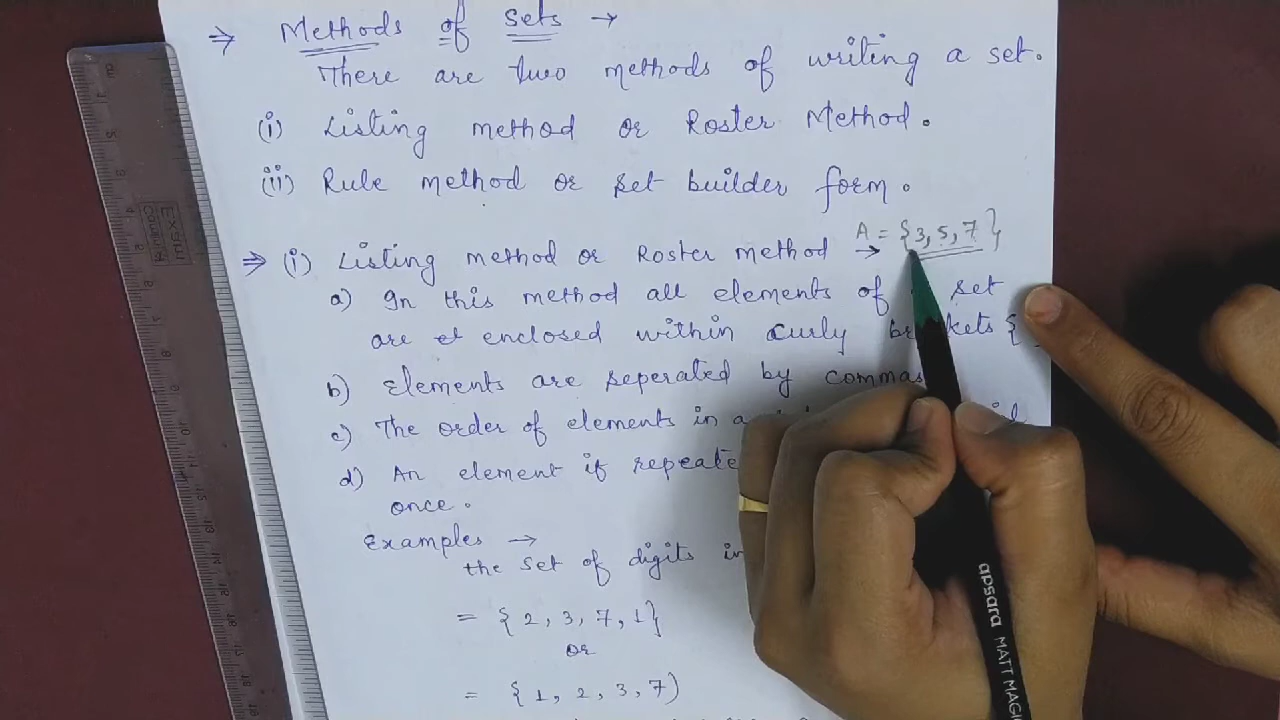 ⇒ Methods of Sets →
There are two methods of writing a set.
(i) Listing method or Roster Method.
(ii) Rule method or set builder form.
A = {3, 5, 7}
⇒ (i) Listing method or Roster method →
a) In this method all elements of set
are enclosed within curly {
b) Elements are seperated by commas
c) The order of elements in a
d) An element if
once.
Examples →
the set of digits in
= {2, 3, 7, 1}
or
= {1, 2, 3, 7)
apsara MATT MAGIC
EXSUN